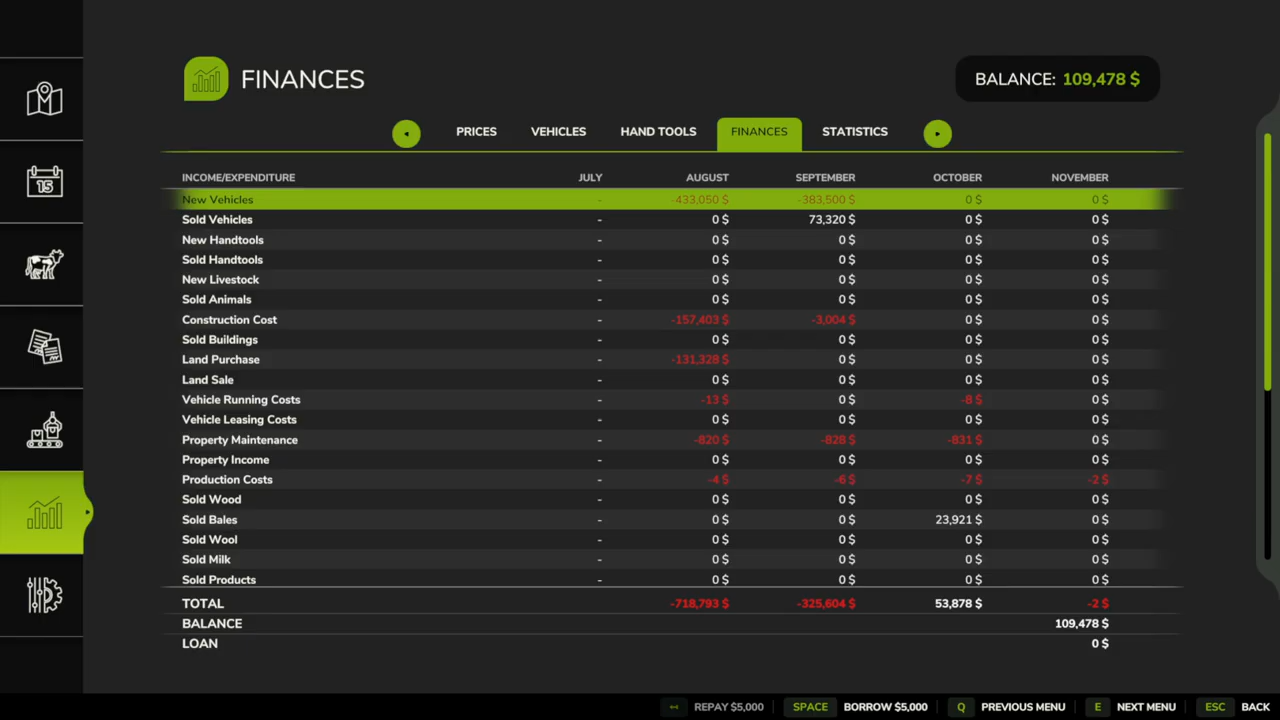 FINANCES
BALANCE: 109,478 $
PRICES VEHICLES HAND TOOLS FINANCES STATISTICS
INCOME/EXPENDITURE JULY AUGUST SEPTEMBER OCTOBER NOVEMBER
New Vehicles - -433,050 $ -383,500 $ 0 $ 0 $
Sold Vehicles - 0 $ 73,320 $ 0 $ 0 $
New Handtools - 0 $ 0 $ 0 $ 0 $
Sold Handtools - 0 $ 0 $ 0 $ 0 $
New Livestock - 0 $ 0 $ 0 $ 0 $
Sold Animals - 0 $ 0 $ 0 $ 0 $
Construction Cost - -157,403 $ -3,004 $ 0 $ 0 $
Sold Buildings - 0 $ 0 $ 0 $ 0 $
Land Purchase - -131,328 $ 0 $ 0 $ 0 $
Land Sale - 0 $ 0 $ 0 $ 0 $
Vehicle Running Costs - -13 $ 0 $ -8 $ 0 $
Vehicle Leasing Costs - 0 $ 0 $ 0 $ 0 $
Property Maintenance - -820 $ -828 $ -831 $ 0 $
Property Income - 0 $ 0 $ 0 $ 0 $
Production Costs - -4 $ -6 $ -7 $ -2 $
Sold Wood - 0 $ 0 $ 0 $ 0 $
Sold Bales - 0 $ 0 $ 23,921 $ 0 $
Sold Wool - 0 $ 0 $ 0 $ 0 $
Sold Milk - 0 $ 0 $ 0 $ 0 $
Sold Products - 0 $ 0 $ 0 $ 0 $
TOTAL -718,793 $ -325,604 $ 53,878 $ -2 $
BALANCE 109,478 $
LOAN 0 $
15
REPAY $5,000 SPACE BORROW $5,000 Q PREVIOUS MENU E NEXT MENU ESC BACK